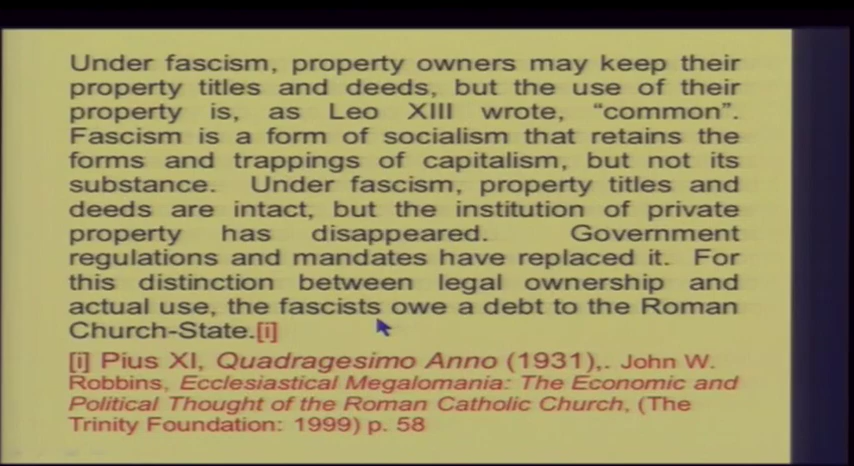 Under fascism, property owners may keep their
property titles and deeds, but the use of their
property is, as Leo XIII wrote, “common”.
Fascism is a form of socialism that retains the
forms and trappings of capitalism, but not its
substance. Under fascism, property titles and
deeds are intact, but the institution of private
property has disappeared. Government
regulations and mandates have replaced it. For
this distinction between legal ownership and
actual use, the fascists owe a debt to the Roman
Church-State.[i]
[i] Pius XI, Quadragesimo Anno (1931),. John W.
Robbins, Ecclesiastical Megalomania: The Economic and
Political Thought of the Roman Catholic Church, (The
Trinity Foundation: 1999) p. 58